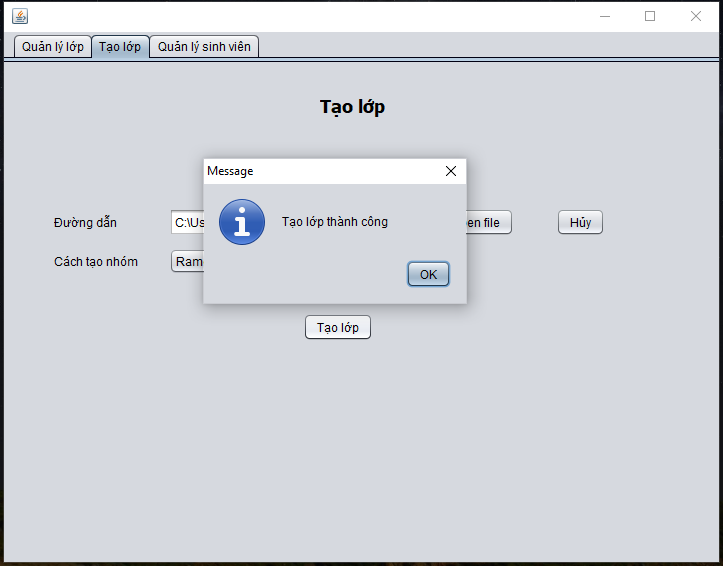 Quản lý lớp Tạo lớp Quản lý sinh viên
Tạo lớp
Message
Tạo lớp thành công
OK
Đường dẫn C:\Us en file Hủy
Cách tạo nhóm Ram
Tạo lớp